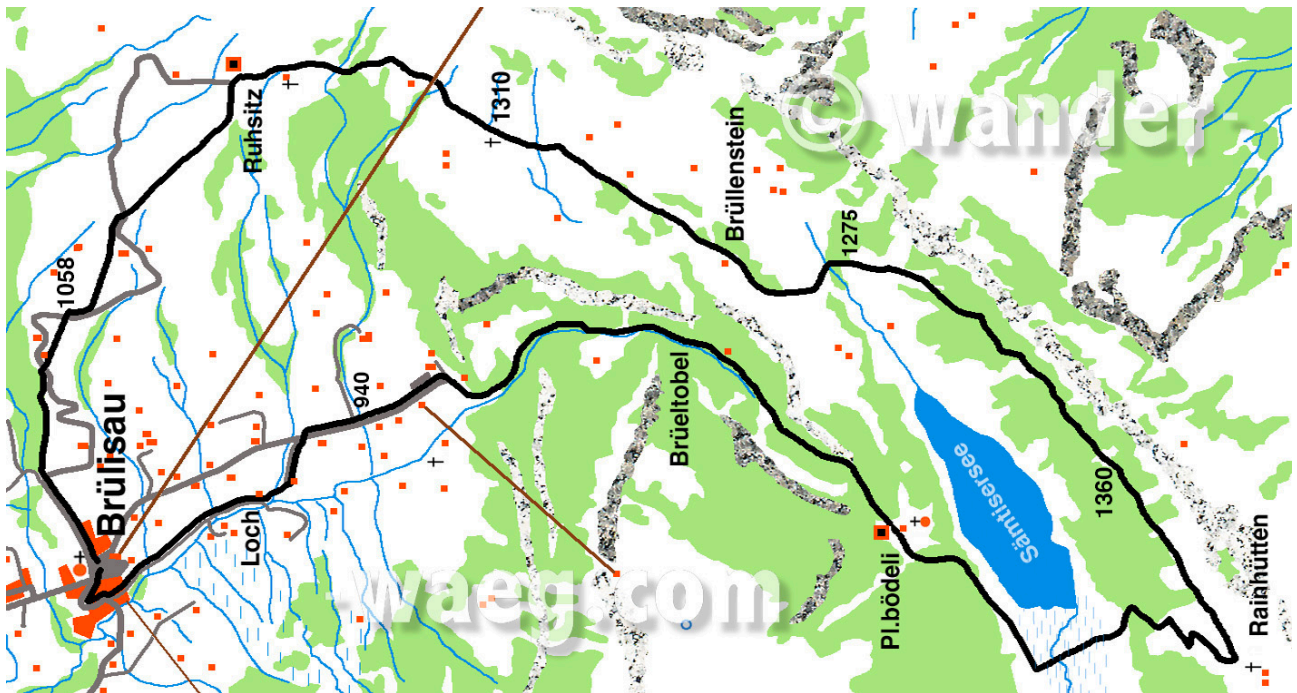 © wander-
-waeg.com
Ruhsitz
1310
Brüllenstein
1275
1058
Brülisau
940
Loch
Brüeltobel
Sämtisersee
1360
Pl.bödeli
Rainhütten